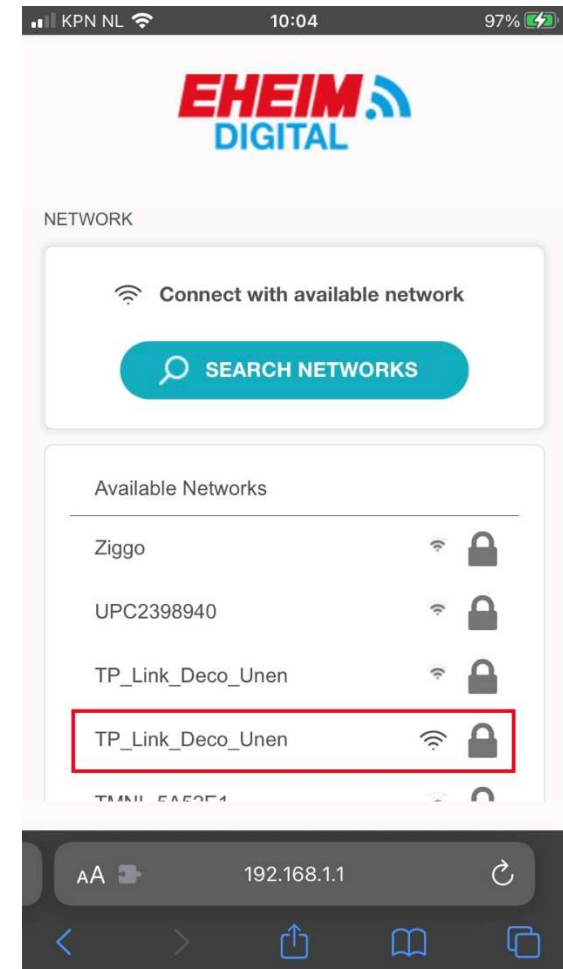 KPN NL 10:04 97%
EHEIM
DIGITAL
NETWORK
Connect with available network
SEARCH NETWORKS
Available Networks
Ziggo
UPC2398940
TP_Link_Deco_Unen
TP_Link_Deco_Unen
AA 192.168.1.1